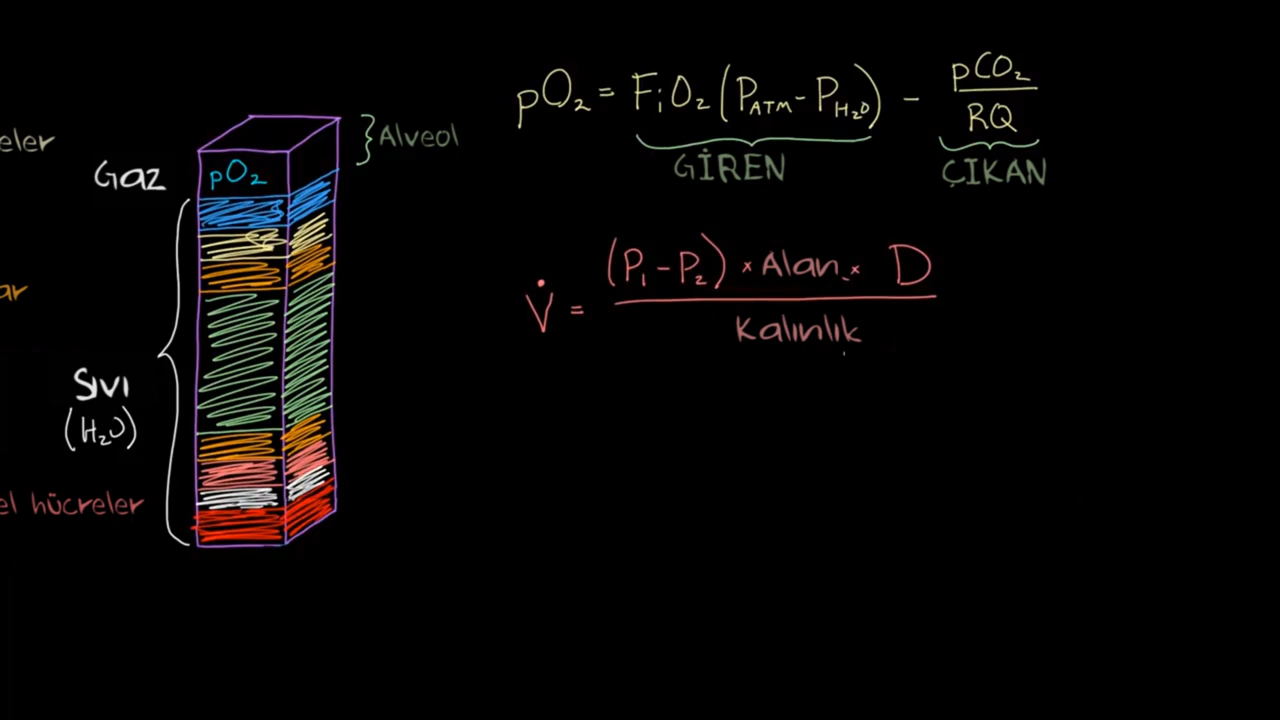 pO₂ = FiO₂ (P_ATM - P_H₂O) - pCO₂ / RQ
GİREN
ÇIKAN
eler
Gaz
pO₂
Alveol
V̇ = (P₁ - P₂) × Alan × D / Kalınlık
ar
Sıvı
(H₂O)
el hücreler